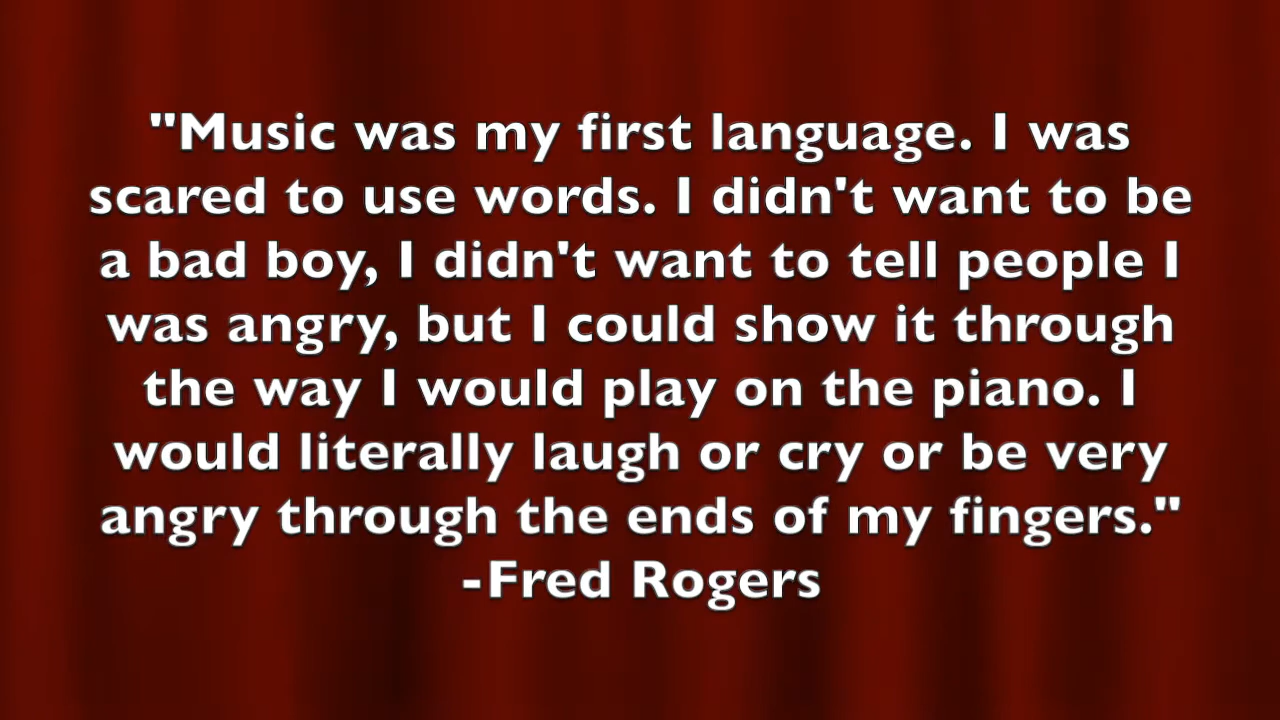 "Music was my first language. I was
scared to use words. I didn't want to be
a bad boy, I didn't want to tell people I
was angry, but I could show it through
the way I would play on the piano. I
would literally laugh or cry or be very
angry through the ends of my fingers."
-Fred Rogers